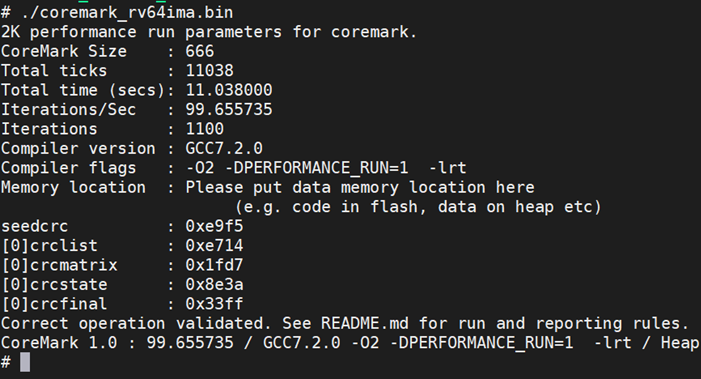 # ./coremark_rv64ima.bin
2K performance run parameters for coremark.
CoreMark Size    : 666
Total ticks      : 11038
Total time (secs): 11.038000
Iterations/Sec   : 99.655735
Iterations       : 1100
Compiler version : GCC7.2.0
Compiler flags   : -O2 -DPERFORMANCE_RUN=1  -lrt
Memory location  : Please put data memory location here
                        (e.g. code in flash, data on heap etc)
seedcrc          : 0xe9f5
[0]crclist       : 0xe714
[0]crcmatrix     : 0x1fd7
[0]crcstate      : 0x8e3a
[0]crcfinal      : 0x33ff
Correct operation validated. See README.md for run and reporting rules.
CoreMark 1.0 : 99.655735 / GCC7.2.0 -O2 -DPERFORMANCE_RUN=1  -lrt / Heap
#